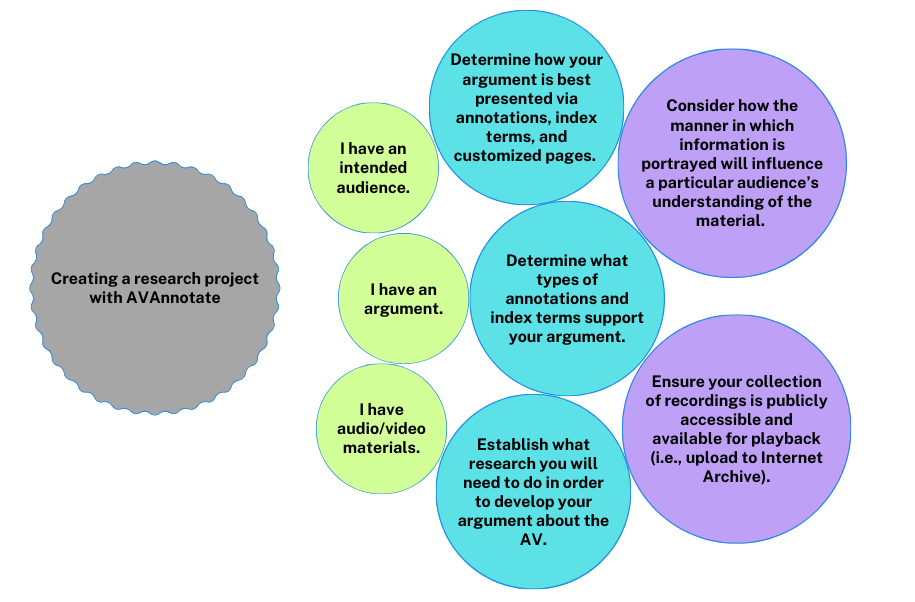 Creating a research project
with AVAnnotate
I have an
intended
audience.
I have an
argument.
I have
audio/video
materials.
Determine how your
argument is best
presented via
annotations, index
terms, and
customized pages.
Determine what
types of
annotations and
index terms support
your argument.
Establish what
research you will
need to do in order
to develop your
argument about the
AV.
Consider how the
manner in which
information is
portrayed will influence
a particular audience’s
understanding of the
material.
Ensure your collection
of recordings is publicly
accessible and
available for playback
(i.e., upload to Internet
Archive).